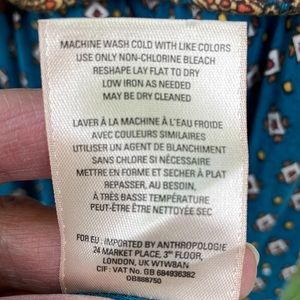 MACHINE WASH COLD WITH LIKE COLORS
USE ONLY NON-CHLORINE BLEACH
RESHAPE LAY FLAT TO DRY
LOW IRON AS NEEDED
MAY BE DRY CLEANED
LAVER À LA MACHINE À L'EAU FROIDE
AVEC COULEURS SIMILAIRES
UTILISER UN AGENT DE BLANCHIMENT
SANS CHLORE SI NÉCESSAIRE
REMETTRE EN FORME ET SÉCHER À PLAT
REPASSER, AU BESOIN,
À TRÈS BASSE TEMPÉRATURE
PEUT-ÊTRE ÊTRE NETTOYÉE SEC
FOR EU : IMPORTED BY ANTHROPOLOGIE
24 MARKET PLACE, 3RD FLOOR,
LONDON, UK W1W8AN
CIF : VAT No. GB 684936382
OB888750